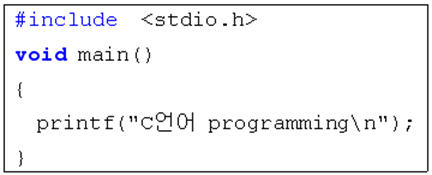 #include <stdio.h>
void main()
{
printf("C언어 programming\n");
}